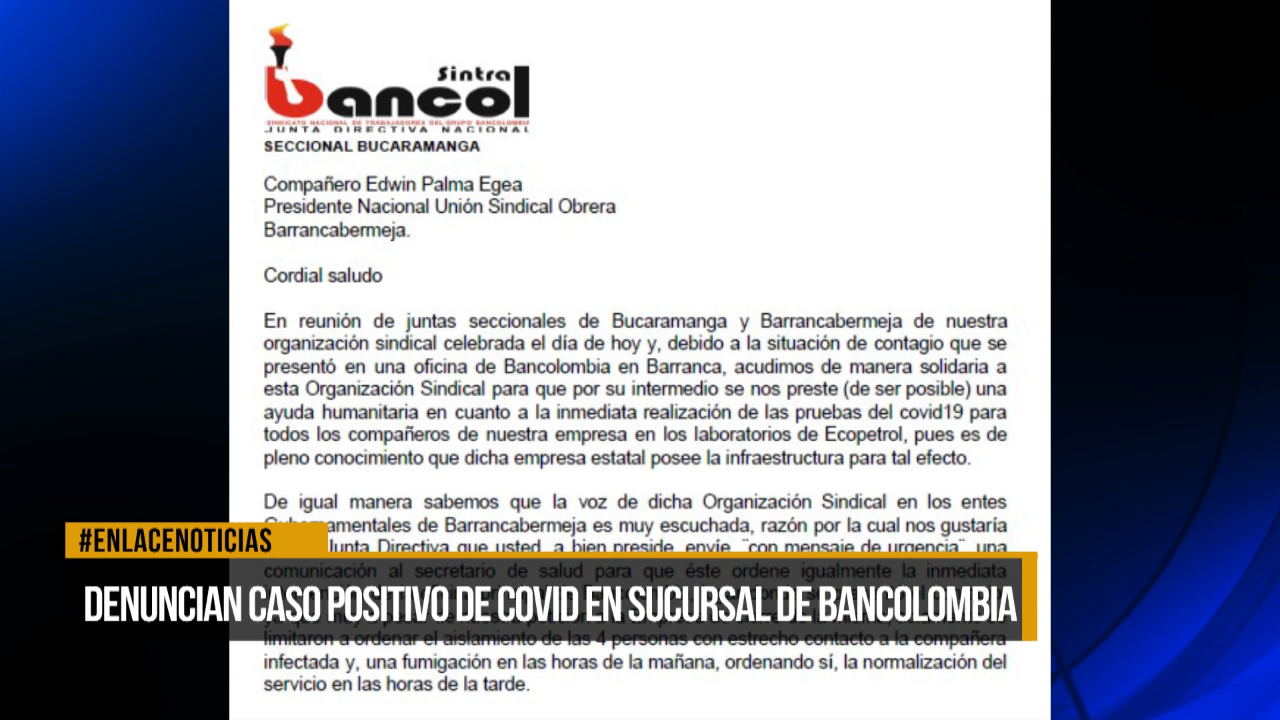 Sintra
bancol
SINDICATO NACIONAL DE TRABAJADORES DEL GRUPO BANCOLOMBIA
JUNTA DIRECTIVA NACIONAL
SECCIONAL BUCARAMANGA
Compañero Edwin Palma Egea
Presidente Nacional Unión Sindical Obrera
Barrancabermeja.
Cordial saludo
En reunión de juntas seccionales de Bucaramanga y Barrancabermeja de nuestra
organización sindical celebrada el día de hoy y, debido a la situación de contagio que se
presentó en una oficina de Bancolombia en Barranca, acudimos de manera solidaria a
esta Organización Sindical para que por su intermedio se nos preste (de ser posible) una
ayuda humanitaria en cuanto a la inmediata realización de las pruebas del covid19 para
todos los compañeros de nuestra empresa en los laboratorios de Ecopetrol, pues es de
pleno conocimiento que dicha empresa estatal posee la infraestructura para tal efecto.
De igual manera sabemos que la voz de dicha Organización Sindical en los entes
Gubernamentales de Barrancabermeja es muy escuchada, razón por la cual nos gustaría
Junta Directiva que usted a bien preside envíe ¨con mensaje de urgencia¨ una
comunicación al secretario de salud para que éste ordene igualmente la inmediata
limitaron a ordenar el aislamiento de las 4 personas con estrecho contacto a la compañera
infectada y, una fumigación en las horas de la mañana, ordenando sí, la normalización del
servicio en las horas de la tarde.
#ENLACENOTICIAS
DENUNCIAN CASO POSITIVO DE COVID EN SUCURSAL DE BANCOLOMBIA